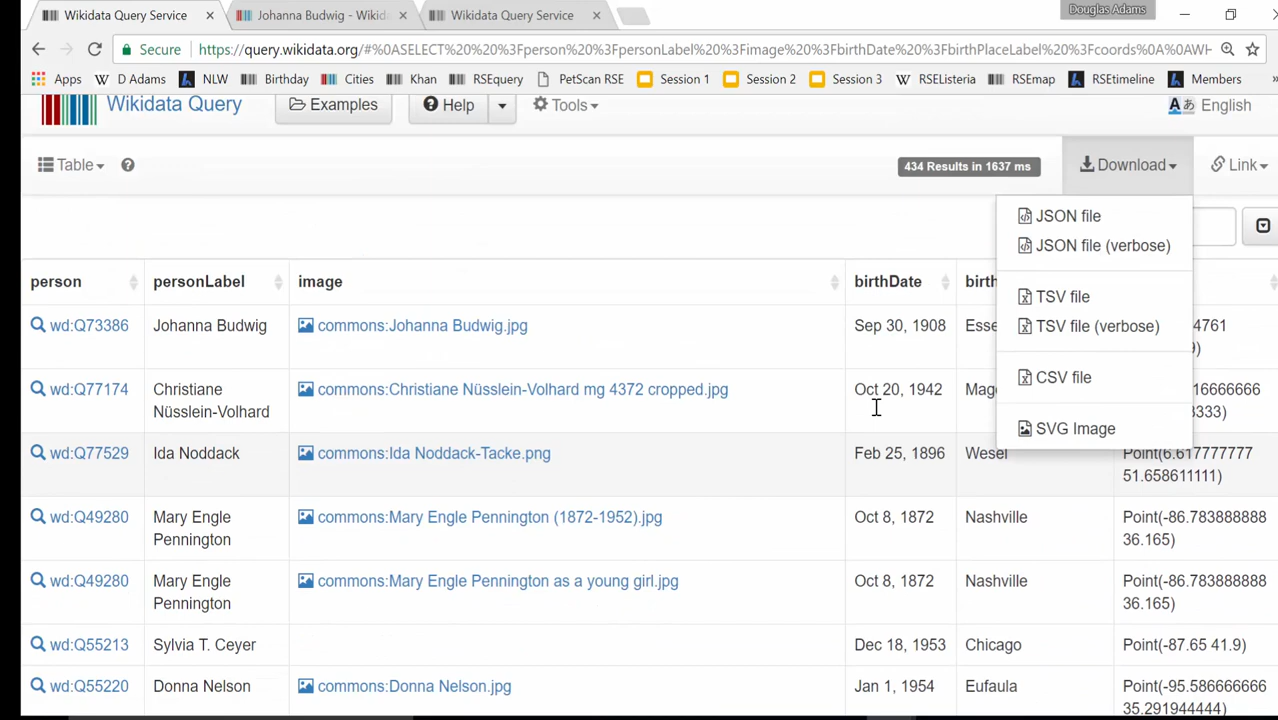 Wikidata Query Service
Johanna Budwig - Wikid
Wikidata Query Service
Douglas Adams
Secure
https://query.wikidata.org/#%0ASELECT%20%20%3Fperson%20%3FpersonLabel%20%3Fimage%20%3FbirthDate%20%3FbirthPlaceLabel%20%3Fcoords%0A%0AWH
Apps
D Adams
NLW
Birthday
Cities
Khan
RSEquery
PetScan RSE
Session 1
Session 2
Session 3
RSEListeria
RSEmap
RSEtimeline
Members
Wikidata Query
Examples
Help
Tools
English
Table
434 Results in 1637 ms
Download
Link
JSON file
JSON file (verbose)
TSV file
TSV file (verbose)
CSV file
SVG Image
person personLabel image birthDate birth
wd:Q73386 Johanna Budwig commons:Johanna Budwig.jpg Sep 30, 1908 Esse 4761
9)
wd:Q77174 Christiane commons:Christiane Nüsslein-Volhard mg 4372 cropped.jpg Oct 20, 1942 Mag 16666666
Nüsslein-Volhard 3333)
wd:Q77529 Ida Noddack commons:Ida Noddack-Tacke.png Feb 25, 1896 Wesel Point(6.617777777
51.658611111)
wd:Q49280 Mary Engle commons:Mary Engle Pennington (1872-1952).jpg Oct 8, 1872 Nashville Point(-86.783888888
Pennington 36.165)
wd:Q49280 Mary Engle commons:Mary Engle Pennington as a young girl.jpg Oct 8, 1872 Nashville Point(-86.783888888
Pennington 36.165)
wd:Q55213 Sylvia T. Ceyer Dec 18, 1953 Chicago Point(-87.65 41.9)
wd:Q55220 Donna Nelson commons:Donna Nelson.jpg Jan 1, 1954 Eufaula Point(-95.586666666
35.291944444)